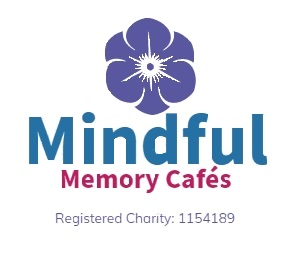 Mindful
Memory Cafés
Registered Charity: 1154189